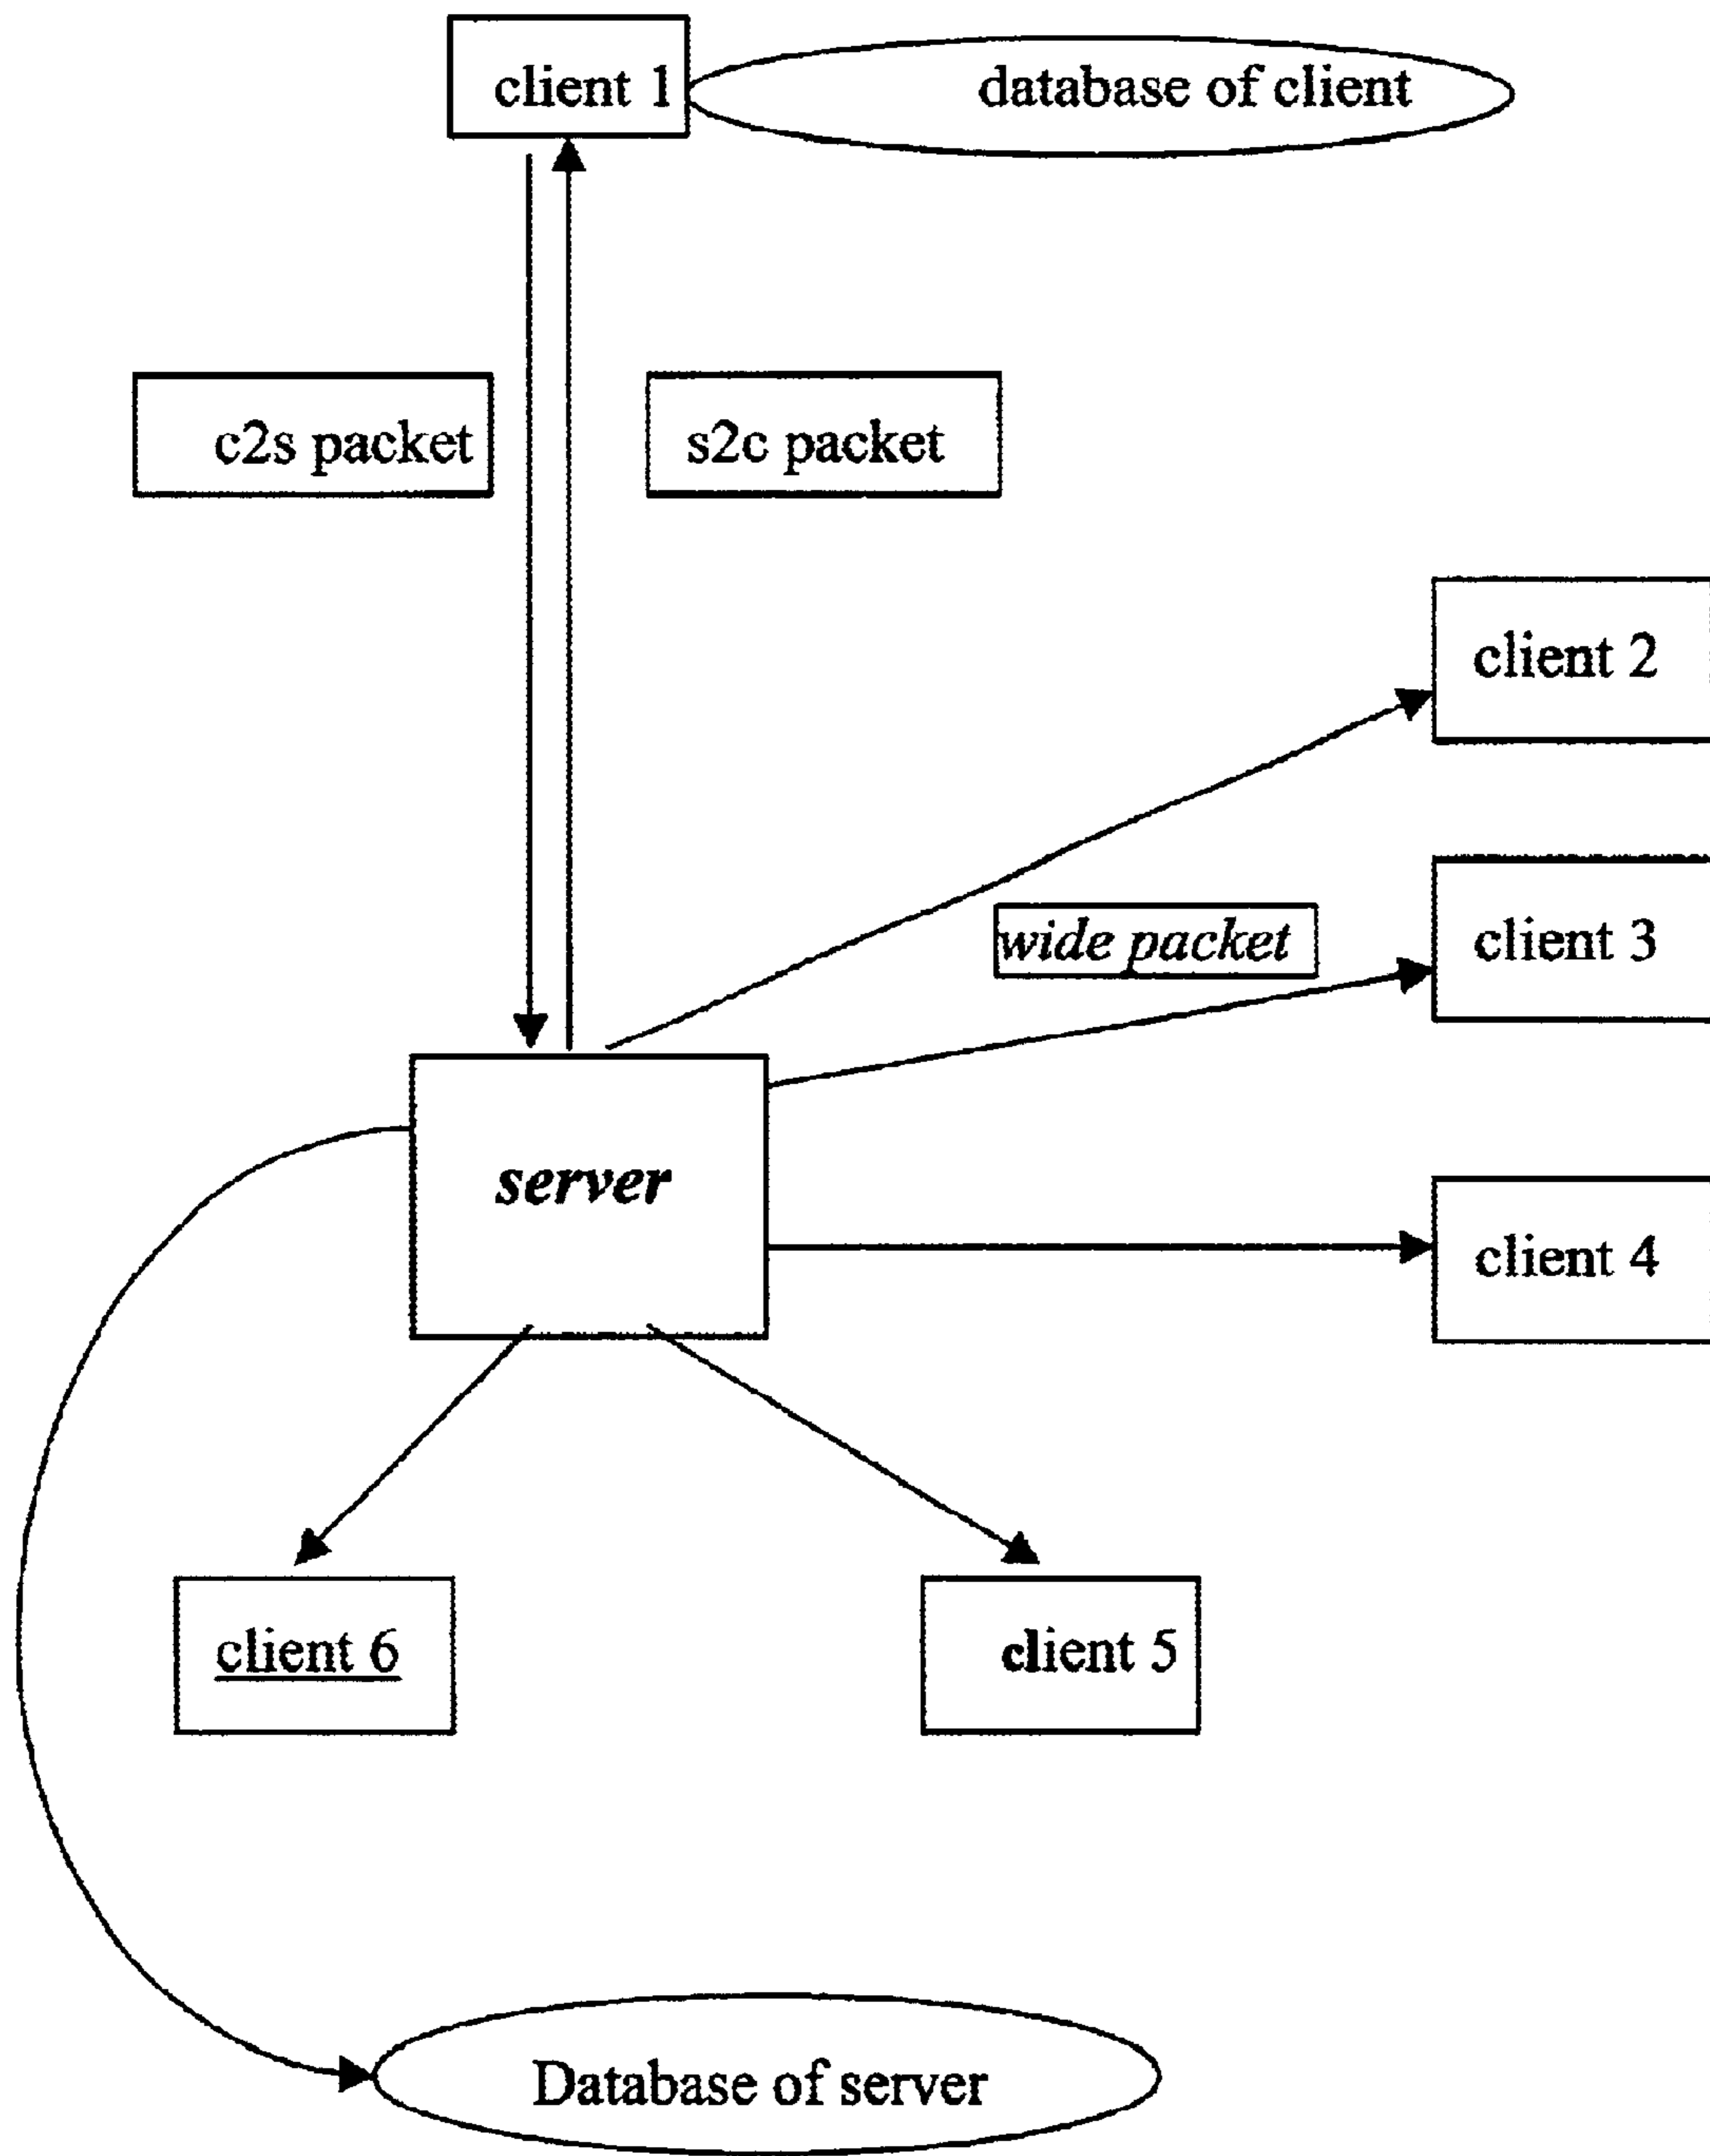 client 1
database of client
c2s packet
s2c packet
client 2
wide packet
client 3
server
client 4
client 6
client 5
Database of server